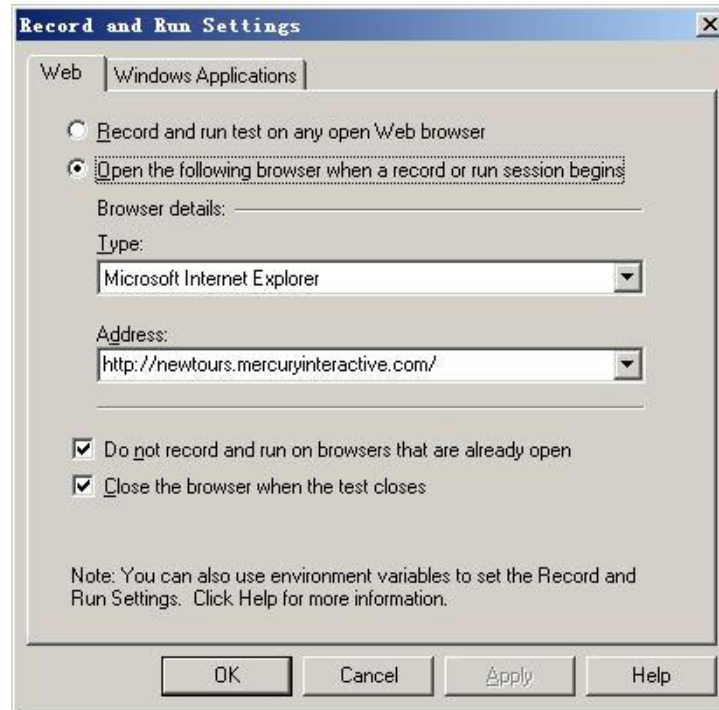 Record and Run Settings
Web
Windows Applications
Record and run test on any open Web browser
Open the following browser when a record or run session begins
Browser details:
Type:
Microsoft Internet Explorer
Address:
http://newtours.mercuryinteractive.com/
Do not record and run on browsers that are already open
Close the browser when the test closes
Note: You can also use environment variables to set the Record and
Run Settings. Click Help for more information.
OK
Cancel
Apply
Help